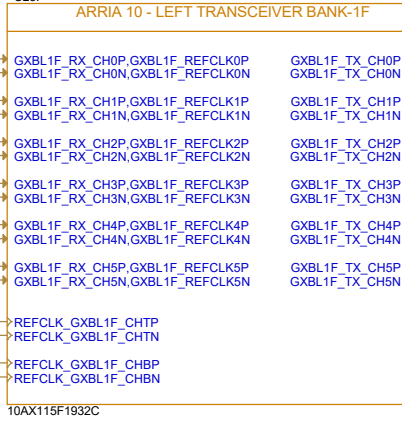 ARRIA 10 - LEFT TRANSCEIVER BANK-1F
GXBL1F_RX_CH0P,GXBL1F_REFCLK0P GXBL1F_TX_CH0P
GXBL1F_RX_CH0N,GXBL1F_REFCLK0N GXBL1F_TX_CH0N
GXBL1F_RX_CH1P,GXBL1F_REFCLK1P GXBL1F_TX_CH1P
GXBL1F_RX_CH1N,GXBL1F_REFCLK1N GXBL1F_TX_CH1N
GXBL1F_RX_CH2P,GXBL1F_REFCLK2P GXBL1F_TX_CH2P
GXBL1F_RX_CH2N,GXBL1F_REFCLK2N GXBL1F_TX_CH2N
GXBL1F_RX_CH3P,GXBL1F_REFCLK3P GXBL1F_TX_CH3P
GXBL1F_RX_CH3N,GXBL1F_REFCLK3N GXBL1F_TX_CH3N
GXBL1F_RX_CH4P,GXBL1F_REFCLK4P GXBL1F_TX_CH4P
GXBL1F_RX_CH4N,GXBL1F_REFCLK4N GXBL1F_TX_CH4N
GXBL1F_RX_CH5P,GXBL1F_REFCLK5P GXBL1F_TX_CH5P
GXBL1F_RX_CH5N,GXBL1F_REFCLK5N GXBL1F_TX_CH5N
REFCLK_GXBL1F_CHTP
REFCLK_GXBL1F_CHTN
REFCLK_GXBL1F_CHBP
REFCLK_GXBL1F_CHBN
10AX115F1932C